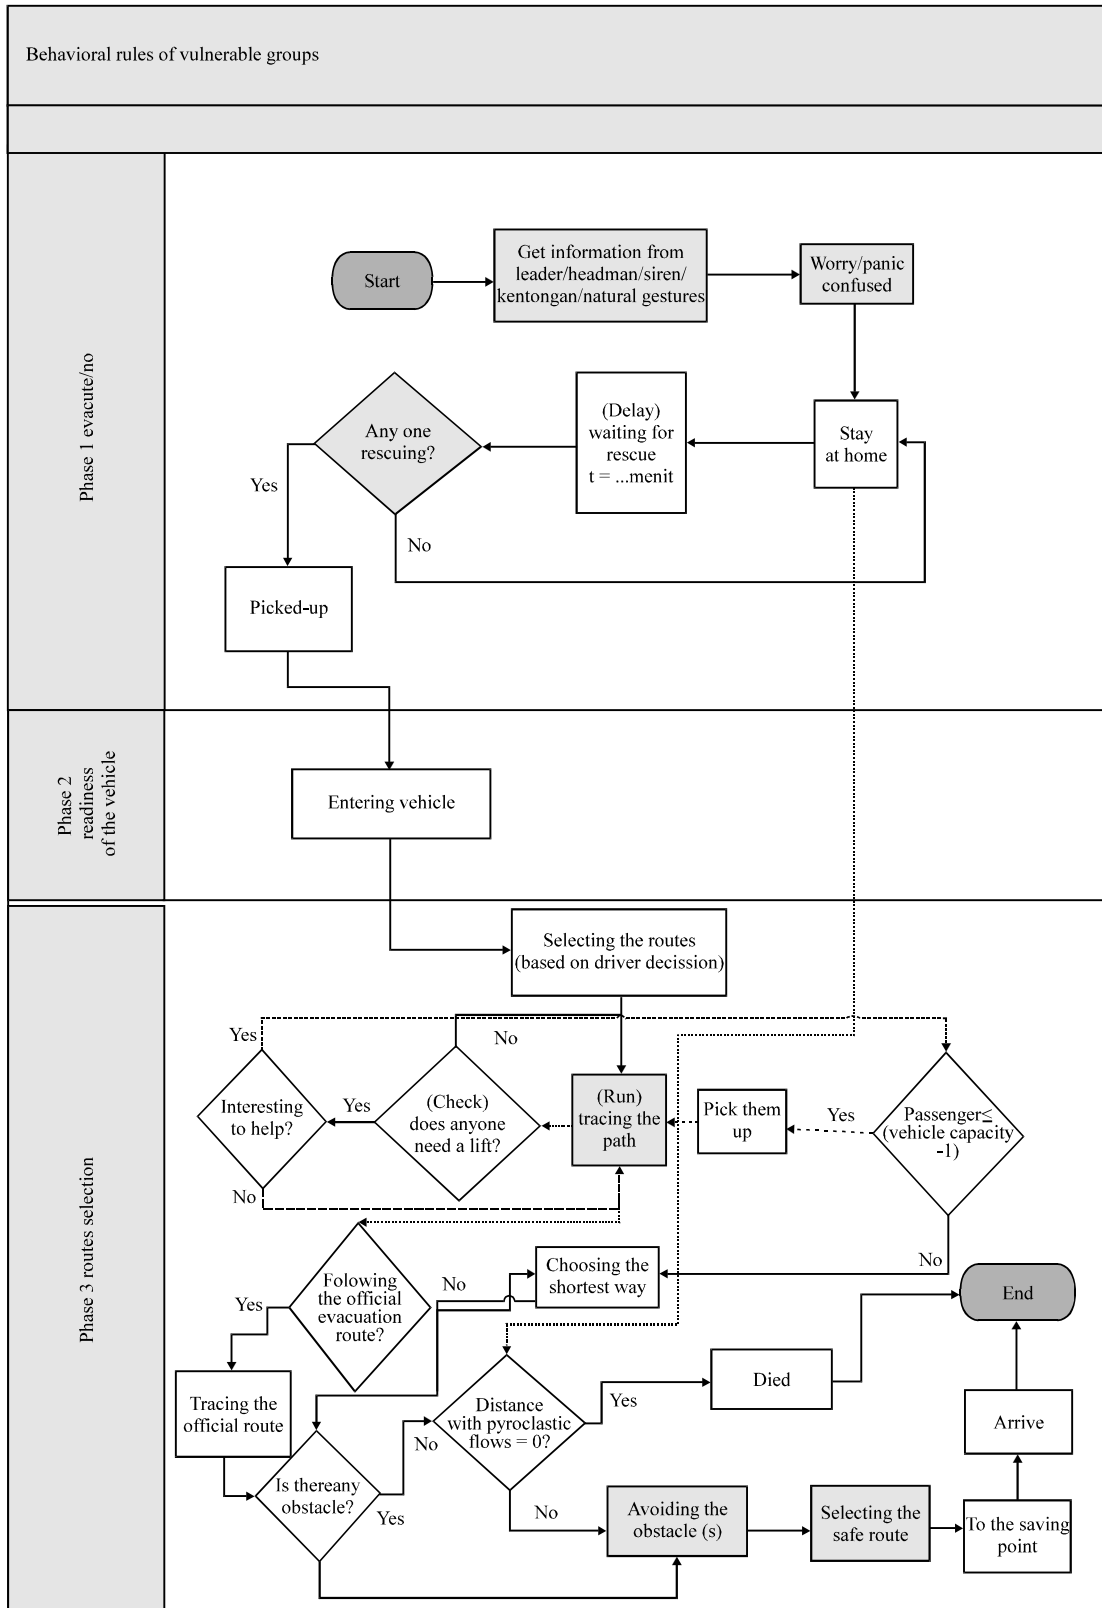 Behavioral rules of vulnerable groups
Phase 1 evacute/no
Start
Get information from
leader/headman/siren/
kentongan/natural gestures
Worry/panic
confused
Stay
at home
(Delay)
waiting for
rescue
t = ...menit
Any one
rescuing?
Yes
No
Picked-up
Phase 2
readiness
of the vehicle
Entering vehicle
Phase 3 routes selection
Selecting the routes
(based on driver decission)
Yes
No
Interesting
to help?
Yes
(Check)
does anyone
need a lift?
(Run)
tracing the
path
Pick them
up
Yes
Passenger≤
(vehicle capacity
-1)
No
No
Folowing
the official
evacuation
route?
No
Choosing the
shortest way
Yes
End
Tracing the
official route
Distance
with pyroclastic
flows = 0?
Yes
Died
Arrive
No
Is thereany
obstacle?
Yes
No
Avoiding the
obstacle (s)
Selecting the
safe route
To the saving
point